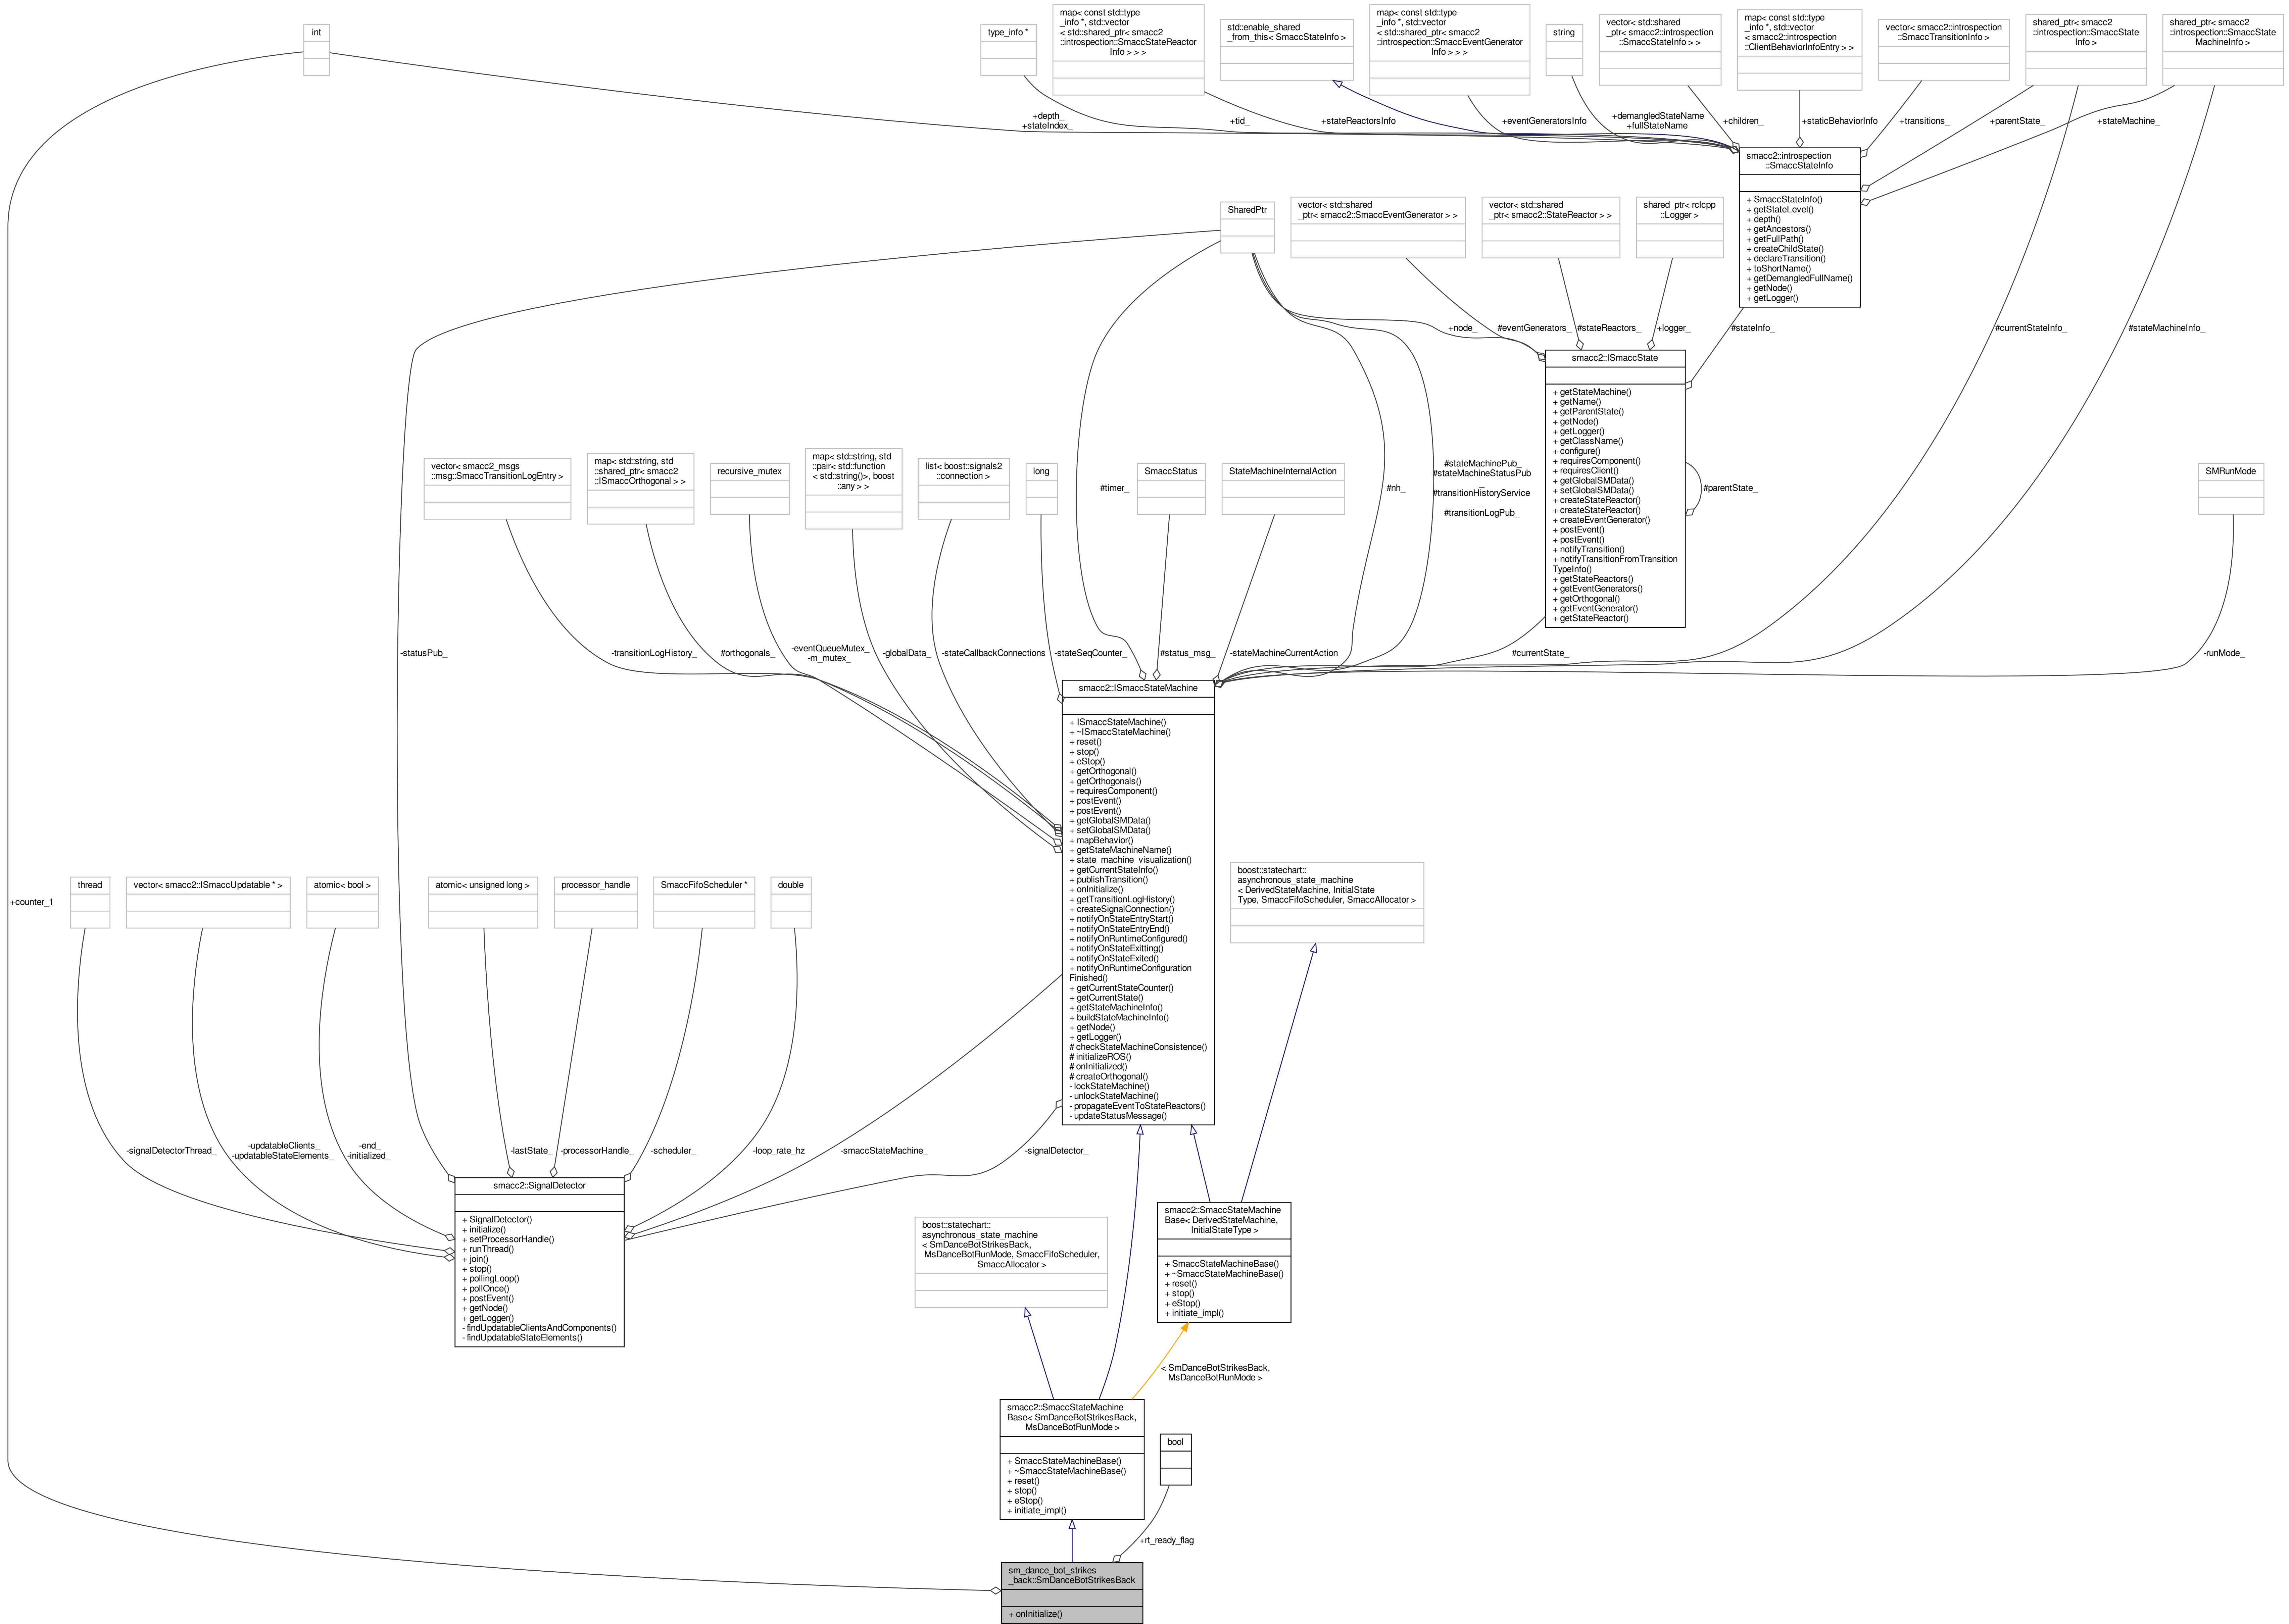 int
type_info *
map< const std::type
_info *, std::vector
< std::shared_ptr< smacc2
::introspection::SmaccStateReactor
Info > > >
std::enable_shared
_from_this< SmaccStateInfo >
map< const std::type
_info *, std::vector
< std::shared_ptr< smacc2
::introspection::SmaccEventGenerator
Info > > >
string
vector< std::shared
_ptr< smacc2::introspection
::SmaccStateInfo > >
map< const std::type
_info *, std::vector
< smacc2::introspection
::ClientBehaviorInfoEntry > >
vector< smacc2::introspection
::SmaccTransitionInfo >
shared_ptr< smacc2
::introspection::SmaccState
Info >
shared_ptr< smacc2
::introspection::SmaccState
MachineInfo >
+depth_
+stateIndex_
+tid_
+stateReactorsInfo
+eventGeneratorsInfo
+demangledStateName
+fullStateName
+children_
+staticBehaviorInfo
+transitions_
+parentState_
+stateMachine_
smacc2::introspection
::SmaccStateInfo
+ SmaccStateInfo()
+ getStateLevel()
+ depth()
+ getAncestors()
+ getFullPath()
+ createChildState()
+ declareTransition()
+ toShortName()
+ getDemangledFullName()
+ getNode()
+ getLogger()
SharedPtr
vector< std::shared
_ptr< smacc2::SmaccEventGenerator > >
vector< std::shared
_ptr< smacc2::StateReactor > >
shared_ptr< rclcpp
::Logger >
+node_
#eventGenerators_
#stateReactors_
+logger_
#stateInfo_
#currentStateInfo_
#stateMachineInfo_
smacc2::ISmaccState
+ getStateMachine()
+ getName()
+ getParentState()
+ getNode()
+ getLogger()
+ getClassName()
+ configure()
+ requiresComponent()
+ requiresClient()
+ getGlobalSMData()
+ setGlobalSMData()
+ createStateReactor()
+ createStateReactor()
+ createEventGenerator()
+ postEvent()
+ postEvent()
+ notifyTransition()
+ notifyTransitionFromTransition
TypeInfo()
+ getStateReactors()
+ getEventGenerators()
+ getOrthogonal()
+ getEventGenerator()
+ getStateReactor()
#parentState_
vector< smacc2_msgs
::msg::SmaccTransitionLogEntry >
map< std::string, std
::shared_ptr< smacc2
::ISmaccOrthogonal > >
recursive_mutex
map< std::string, std
::pair< std::function
< std::string()>, boost
::any > >
list< boost::signals2
::connection >
long
SmaccStatus
StateMachineInternalAction
SMRunMode
#timer_
#nh_
#stateMachinePub_
#stateMachineStatusPub
_
#transitionHistoryService
_
#transitionLogPub_
-statusPub_
-transitionLogHistory_
#orthogonals_
-eventQueueMutex_
-m_mutex_
-globalData_
-stateCallbackConnections
-stateSeqCounter_
#status_msg_
-stateMachineCurrentAction
#currentState_
-runMode_
smacc2::ISmaccStateMachine
+ ISmaccStateMachine()
+ ~ISmaccStateMachine()
+ reset()
+ stop()
+ eStop()
+ getOrthogonal()
+ getOrthogonals()
+ requiresComponent()
+ postEvent()
+ postEvent()
+ getGlobalSMData()
+ setGlobalSMData()
+ mapBehavior()
+ getStateMachineName()
+ state_machine_visualization()
+ getCurrentStateInfo()
+ publishTransition()
+ onInitialize()
+ getTransitionLogHistory()
+ createSignalConnection()
+ notifyOnStateEntryStart()
+ notifyOnStateEntryEnd()
+ notifyOnRuntimeConfigured()
+ notifyOnStateExitting()
+ notifyOnStateExited()
+ notifyOnRuntimeConfiguration
Finished()
+ getCurrentStateCounter()
+ getCurrentState()
+ getStateMachineInfo()
+ buildStateMachineInfo()
+ getNode()
+ getLogger()
# checkStateMachineConsistence()
# initializeROS()
# onInitialized()
# createOrthogonal()
- lockStateMachine()
- unlockStateMachine()
- propagateEventToStateReactors()
- updateStatusMessage()
+counter_1
thread
vector< smacc2::ISmaccUpdatable * >
atomic< bool >
atomic< unsigned long >
processor_handle
SmaccFifoScheduler *
double
boost::statechart::
asynchronous_state_machine
< DerivedStateMachine, InitialState
Type, SmaccFifoScheduler, SmaccAllocator >
-signalDetectorThread_
-updatableClients_
-updatableStateElements_
-end_
-initialized_
-lastState_
-processorHandle_
-scheduler_
-loop_rate_hz
-smaccStateMachine_
-signalDetector_
smacc2::SignalDetector
+ SignalDetector()
+ initialize()
+ setProcessorHandle()
+ runThread()
+ join()
+ stop()
+ pollingLoop()
+ pollOnce()
+ postEvent()
+ getNode()
+ getLogger()
- findUpdatableClientsAndComponents()
- findUpdatableStateElements()
boost::statechart::
asynchronous_state_machine
< SmDanceBotStrikesBack,
MsDanceBotRunMode, SmaccFifoScheduler,
SmaccAllocator >
smacc2::SmaccStateMachine
Base< DerivedStateMachine,
InitialStateType >
+ SmaccStateMachineBase()
+ ~SmaccStateMachineBase()
+ reset()
+ stop()
+ eStop()
+ initiate_impl()
< SmDanceBotStrikesBack,
MsDanceBotRunMode >
smacc2::SmaccStateMachine
Base< SmDanceBotStrikesBack,
MsDanceBotRunMode >
+ SmaccStateMachineBase()
+ ~SmaccStateMachineBase()
+ reset()
+ stop()
+ eStop()
+ initiate_impl()
bool
+rt_ready_flag
sm_dance_bot_strikes
_back::SmDanceBotStrikesBack
+ onInitialize()